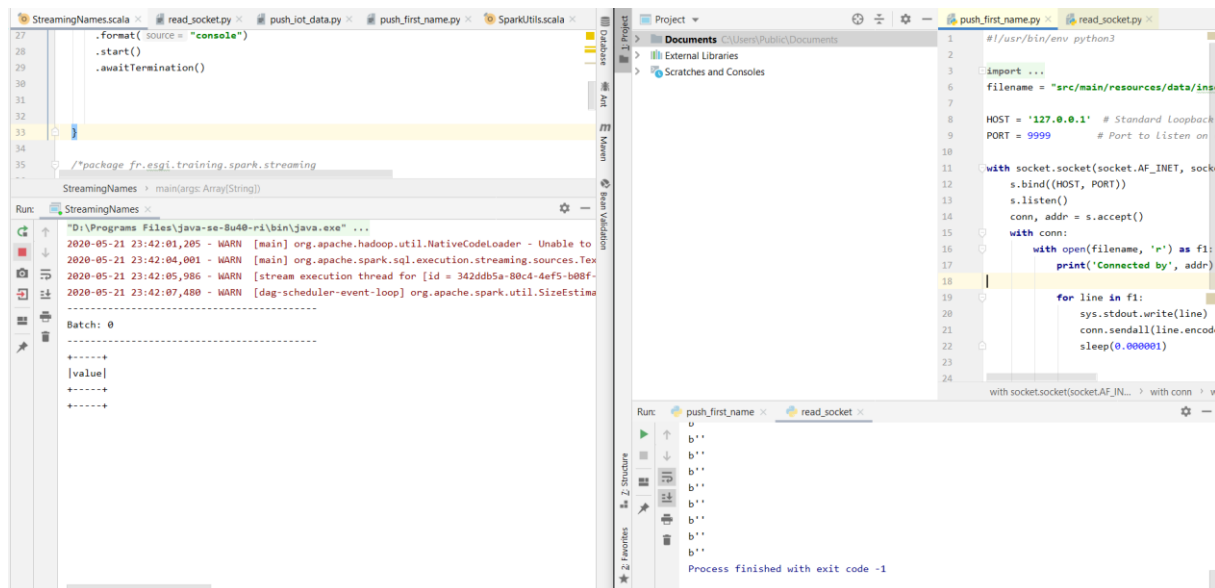 StreamingNames.scala read_socket.py push_iot_data.py push_first_name.py SparkUtils.scala
27 .format( source = "console")
28 .start()
29 .awaitTermination()
30
31
32
33 }
34
35 /*package fr.esgi.training.spark.streaming
StreamingNames > main(args: Array[String])
Database
Ant
Maven
Bean Validation
Run: StreamingNames
"D:\Programs Files\java-se-8u40-ri\bin\java.exe" ...
2020-05-21 23:42:01,205 - WARN [main] org.apache.hadoop.util.NativeCodeLoader - Unable to
2020-05-21 23:42:04,001 - WARN [main] org.apache.spark.sql.execution.streaming.sources.Tex
2020-05-21 23:42:05,986 - WARN [stream execution thread for [id = 342ddb5a-80c4-4ef5-b08f-
2020-05-21 23:42:07,480 - WARN [dag-scheduler-event-loop] org.apache.spark.util.SizeEstima
-------------------------------------------
Batch: 0
-------------------------------------------
+-----+
|value|
+-----+
+-----+
1: Project
Project
Documents C:\Users\Public\Documents
External Libraries
Scratches and Consoles
push_first_name.py read_socket.py
1 #!/usr/bin/env python3
2
3 import ...
6 filename = "src/main/resources/data/ins
7
8 HOST = '127.0.0.1' # Standard loopback
9 PORT = 9999 # Port to listen on
10
11 with socket.socket(socket.AF_INET, sock
12 s.bind((HOST, PORT))
13 s.listen()
14 conn, addr = s.accept()
15 with conn:
16 with open(filename, 'r') as f1:
17 print('Connected by', addr)
18
19 for line in f1:
20 sys.stdout.write(line)
21 conn.sendall(line.encod
22 sleep(0.000001)
23
24
with socket.socket(socket.AF_IN... > with conn >
Run: push_first_name read_socket
b''
b''
b''
b''
b''
b''
b''
b''
Process finished with exit code -1
Z: Structure
2: Favorites